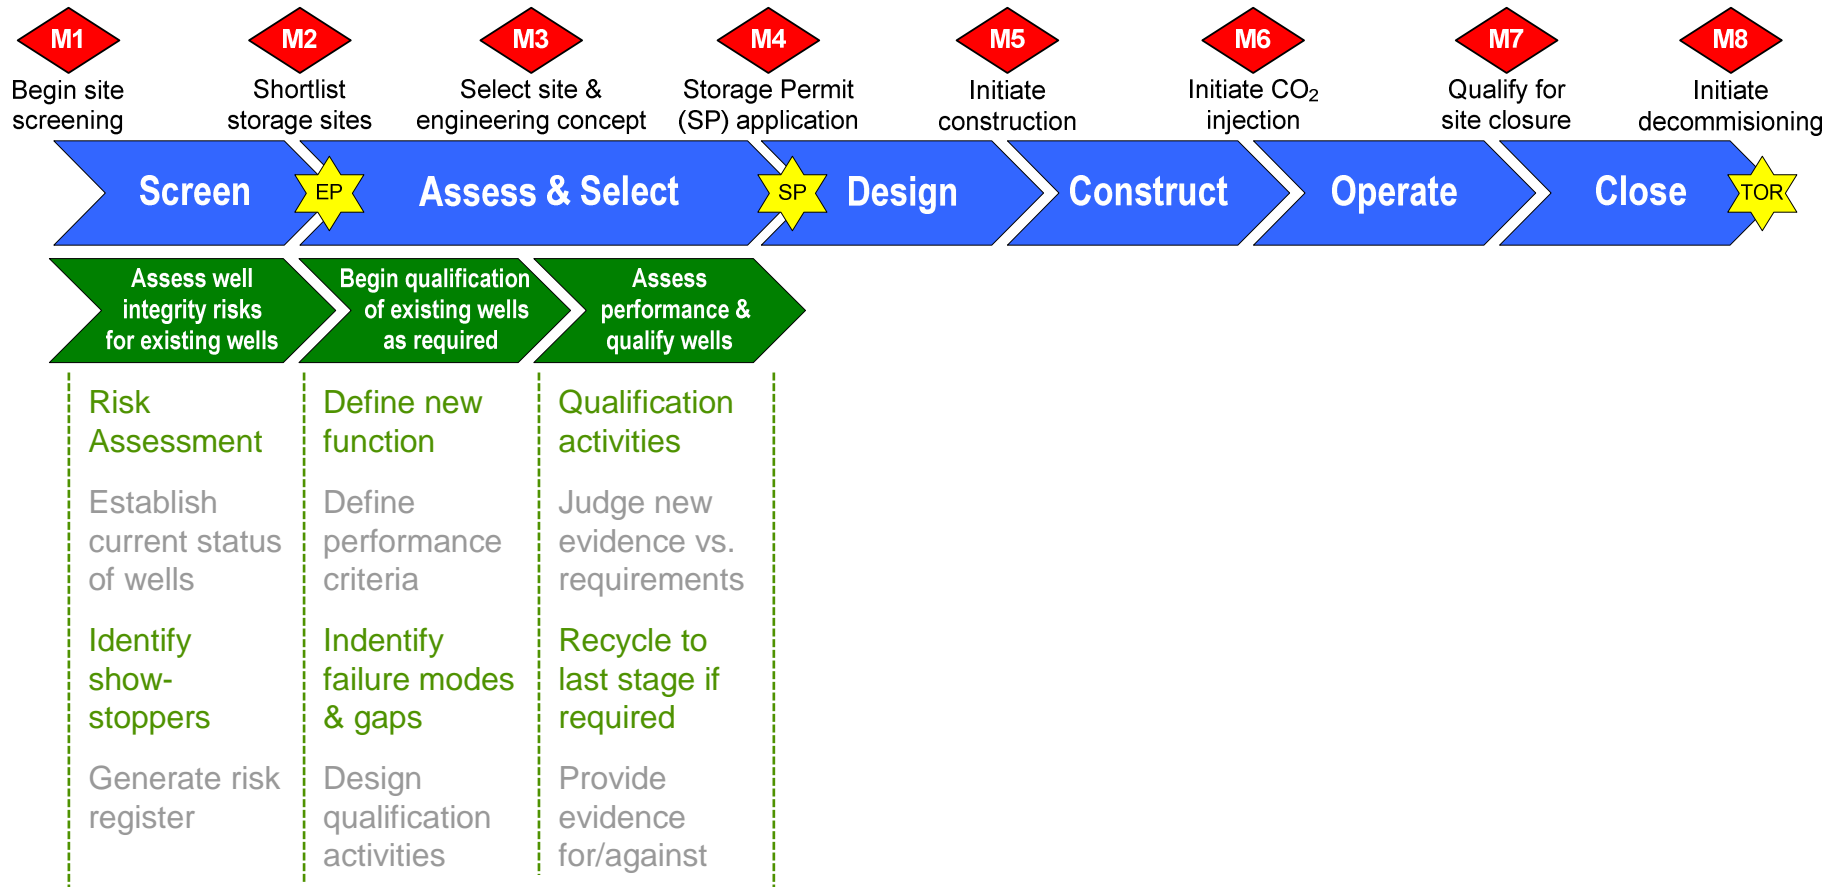 M1
Begin site
screening
M2
Shortlist
storage sites
M3
Select site &
engineering concept
M4
Storage Permit
(SP) application
M5
Initiate
construction
M6
Initiate CO₂
injection
M7
Qualify for
site closure
M8
Initiate
decommisioning
Screen
EP
Assess & Select
SP
Design
Construct
Operate
Close
TOR
Assess well
integrity risks
for existing wells
Begin qualification
of existing wells
as required
Assess
performance &
qualify wells
Risk
Assessment
Establish
current status
of wells
Identify
show-
stoppers
Generate risk
register
Define new
function
Define
performance
criteria
Indentify
failure modes
& gaps
Design
qualification
activities
Qualification
activities
Judge new
evidence vs.
requirements
Recycle to
last stage if
required
Provide
evidence
for/against